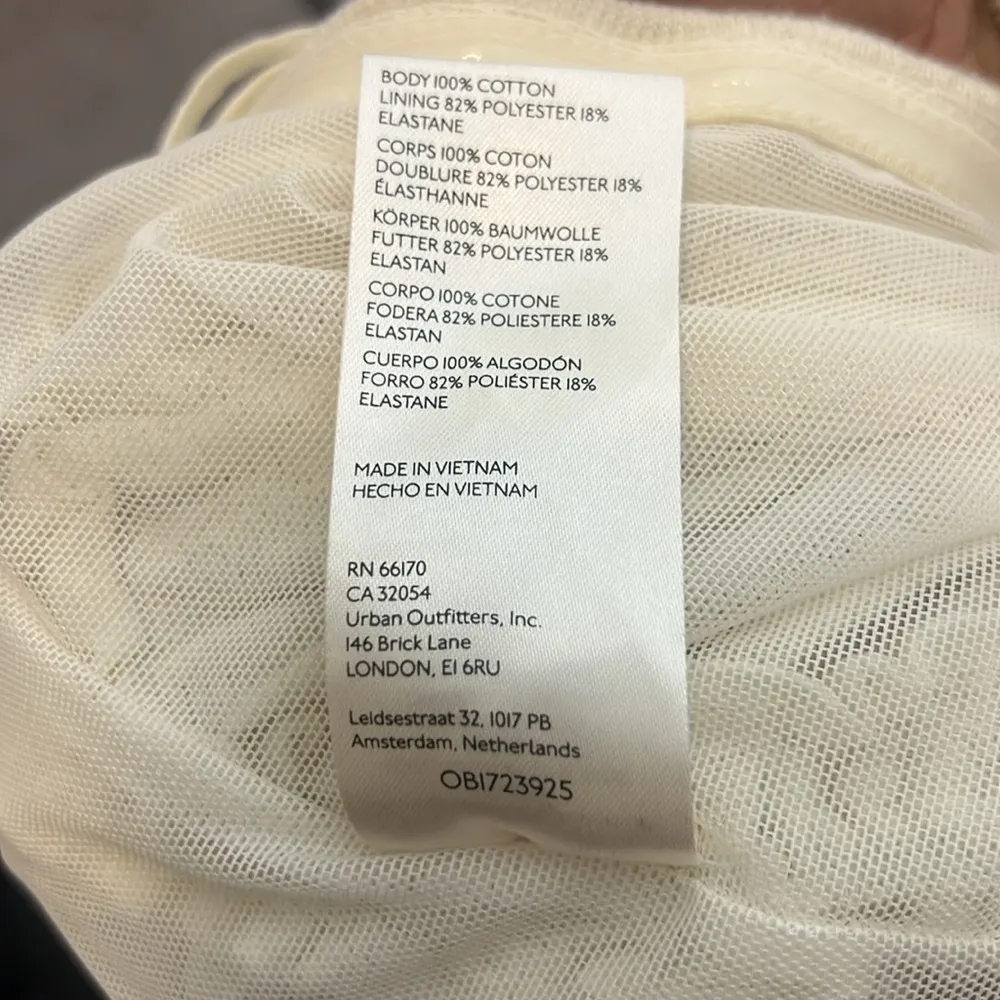 BODY 100% COTTON
LINING 82% POLYESTER 18%
ELASTANE
CORPS 100% COTON
DOUBLURE 82% POLYESTER 18%
ÉLASTHANNE
KÖRPER 100% BAUMWOLLE
FUTTER 82% POLYESTER 18%
ELASTAN
CORPO 100% COTONE
FODERA 82% POLIESTERE 18%
ELASTAN
CUERPO 100% ALGODÓN
FORRO 82% POLIÉSTER 18%
ELASTANE
MADE IN VIETNAM
HECHO EN VIETNAM
RN 66170
CA 32054
Urban Outfitters, Inc.
146 Brick Lane
LONDON, E1 6RU
Leidsestraat 32, 1017 PB
Amsterdam, Netherlands
OB1723925